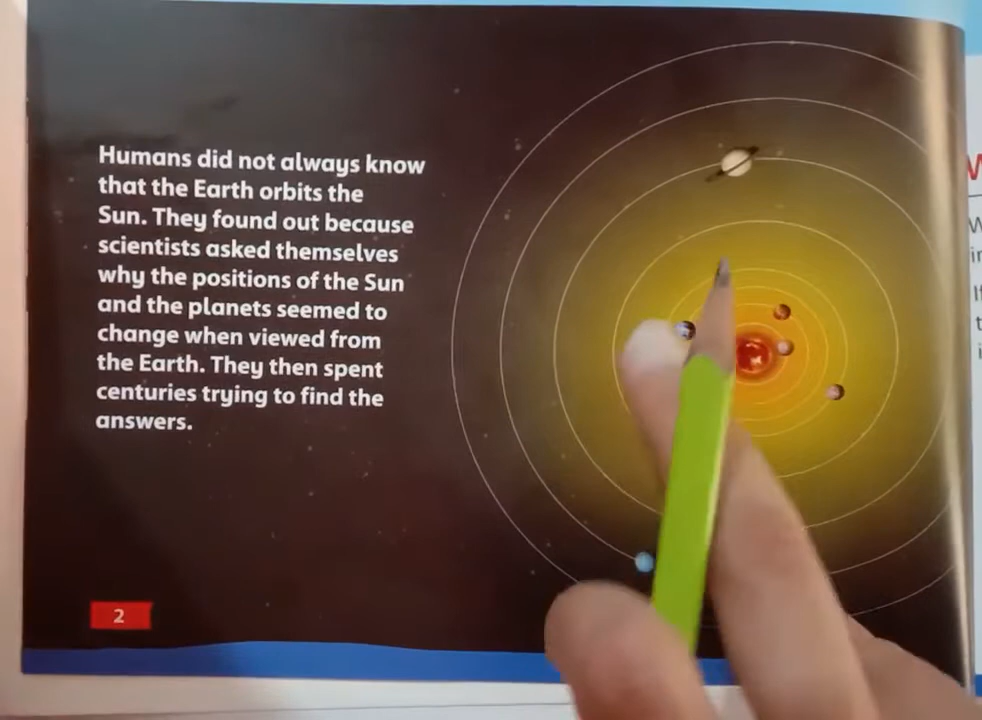 Humans did not always know
that the Earth orbits the
Sun. They found out because
scientists asked themselves
why the positions of the Sun
and the planets seemed to
change when viewed from
the Earth. They then spent
centuries trying to find the
answers.
2